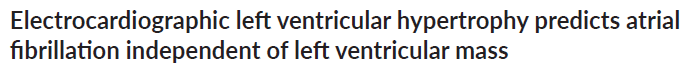 Electrocardiographic left ventricular hypertrophy predicts atrial
fibrillation independent of left ventricular mass